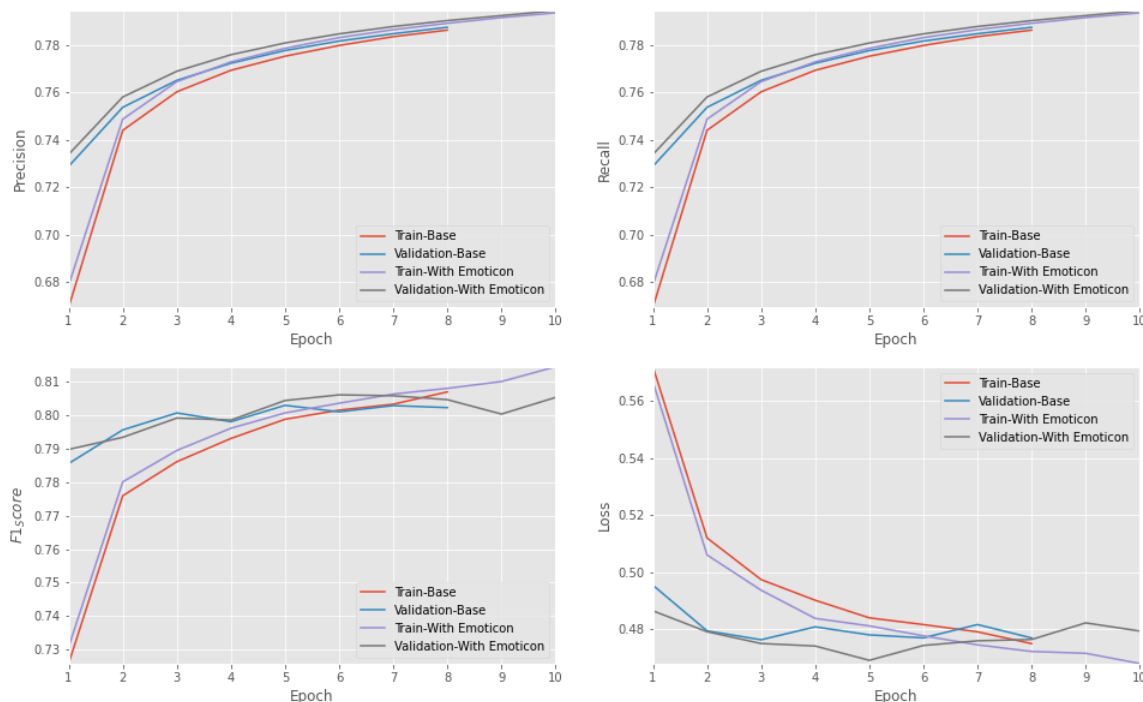 0.78
0.76
0.74
0.72
0.70
0.68
Precision
1 2 3 4 5 6 7 8 9 10
Epoch
Train-Base
Validation-Base
Train-With Emoticon
Validation-With Emoticon
0.78
0.76
0.74
0.72
0.70
0.68
Recall
1 2 3 4 5 6 7 8 9 10
Epoch
Train-Base
Validation-Base
Train-With Emoticon
Validation-With Emoticon
0.81
0.80
0.79
0.78
0.77
0.76
0.75
0.74
0.73
F1score
1 2 3 4 5 6 7 8 9 10
Epoch
Train-Base
Validation-Base
Train-With Emoticon
Validation-With Emoticon
0.56
0.54
0.52
0.50
0.48
Loss
1 2 3 4 5 6 7 8 9 10
Epoch
Train-Base
Validation-Base
Train-With Emoticon
Validation-With Emoticon